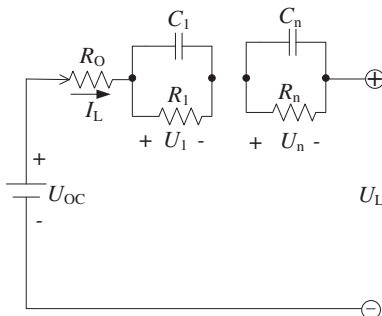 C1 Cn
RO
R1 Rn
IL
+ U1 - + Un -
+
+
UOC UL
-
−